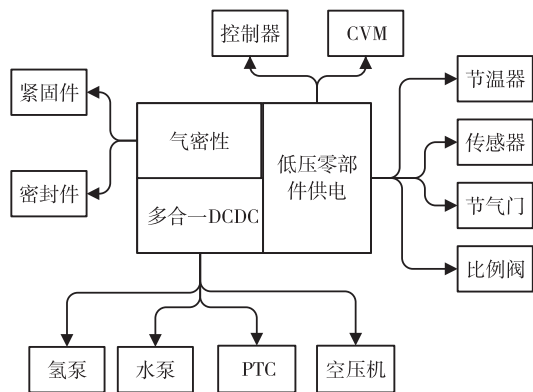 控制器
CVM
紧固件
节温器
气密性
低压零部
件供电
传感器
密封件
多合一DCDC
节气门
比例阀
氢泵
水泵
PTC
空压机